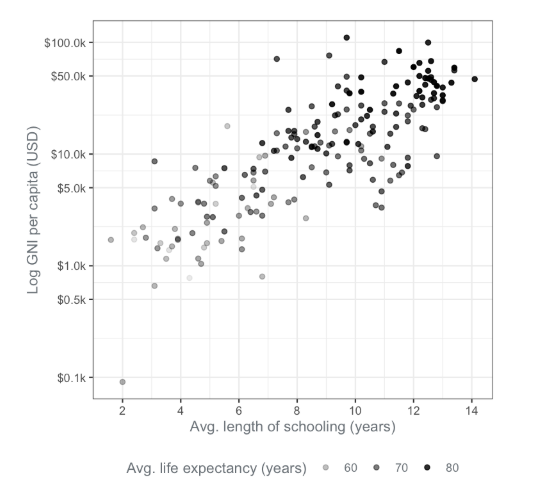 Log GNI per capita (USD)
$100.0k
$50.0k
$10.0k
$5.0k
$1.0k
$0.5k
$0.1k
2 4 6 8 10 12 14
Avg. length of schooling (years)
Avg. life expectancy (years) 60 70 80